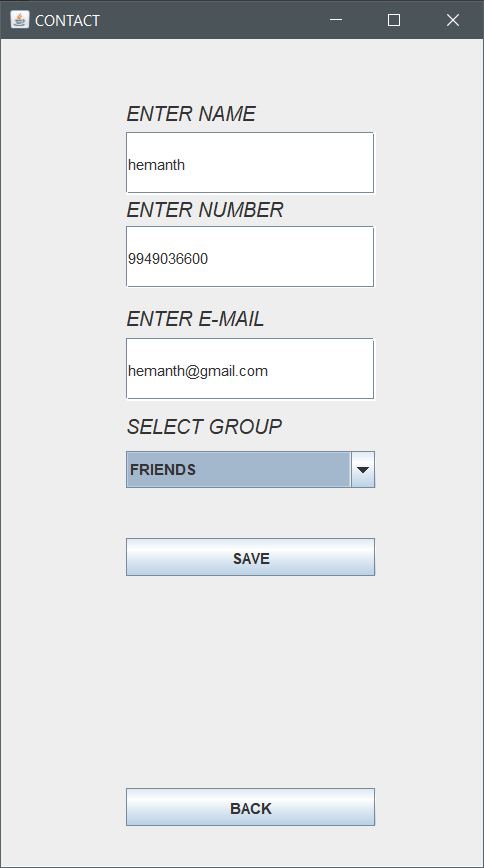 CONTACT
ENTER NAME
hemanth
ENTER NUMBER
9949036600
ENTER E-MAIL
hemanth@gmail.com
SELECT GROUP
FRIENDS
SAVE
BACK